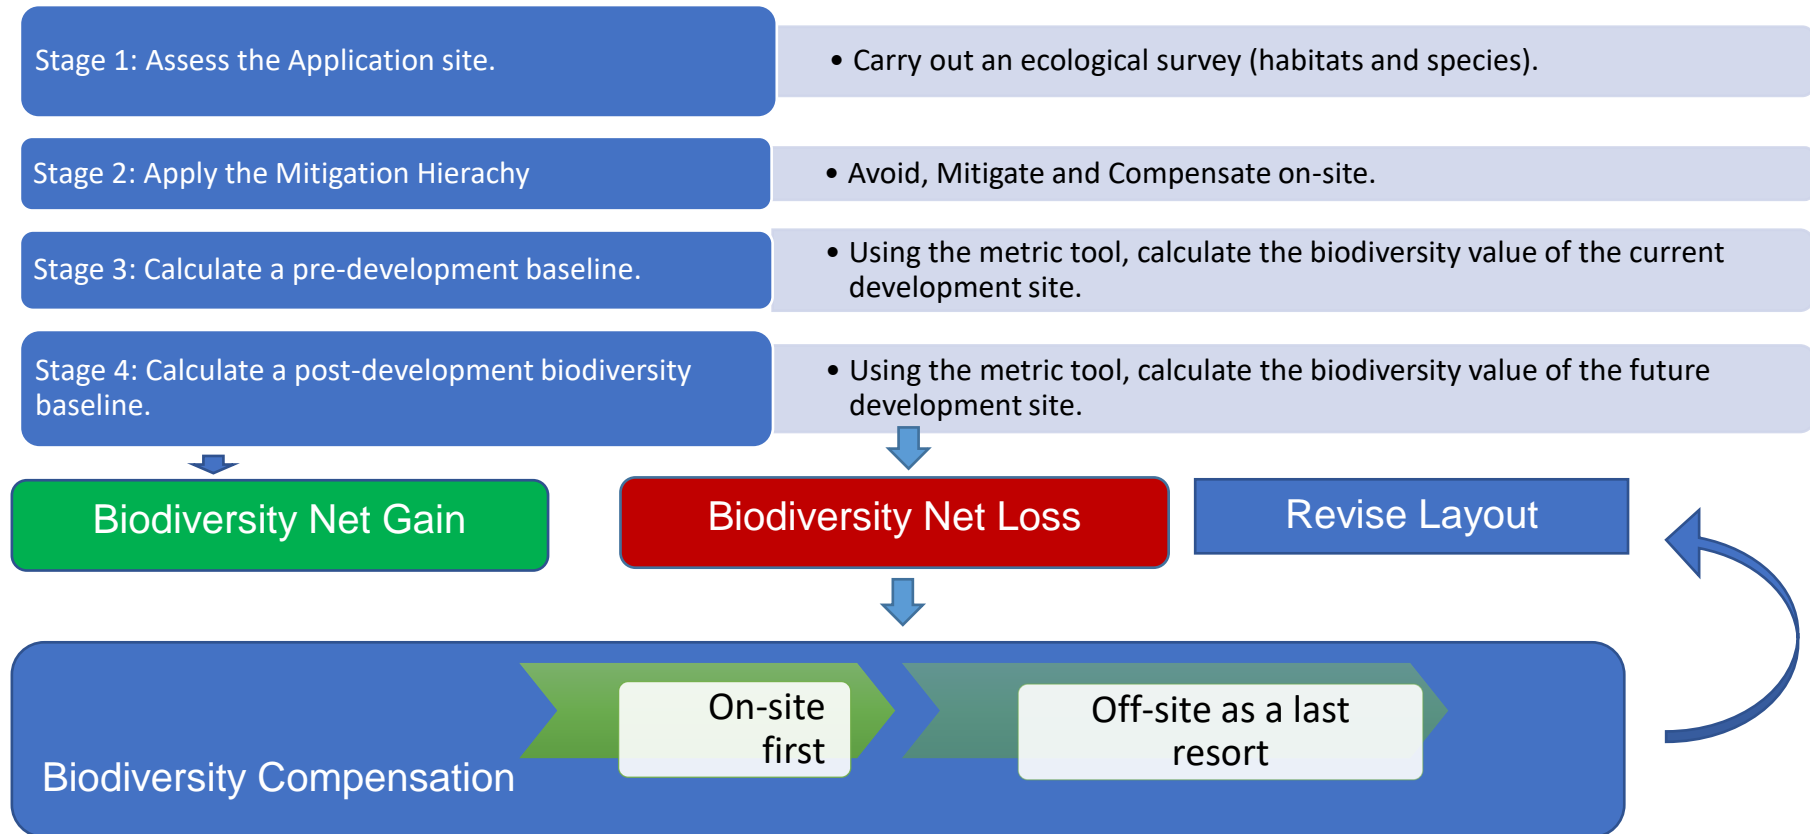 Stage 1: Assess the Application site.
• Carry out an ecological survey (habitats and species).
Stage 2: Apply the Mitigation Hierachy
• Avoid, Mitigate and Compensate on-site.
Stage 3: Calculate a pre-development baseline.
• Using the metric tool, calculate the biodiversity value of the current
development site.
Stage 4: Calculate a post-development biodiversity
baseline.
• Using the metric tool, calculate the biodiversity value of the future
development site.
Biodiversity Net Gain
Biodiversity Net Loss
Revise Layout
Biodiversity Compensation
On-site
first
Off-site as a last
resort